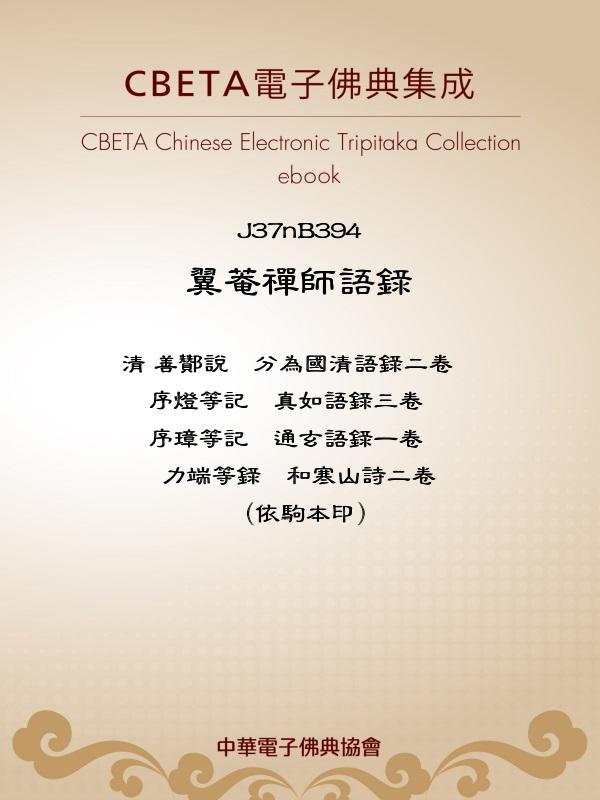 CBETA電子佛典集成
CBETA Chinese Electronic Tripitaka Collection
ebook
J37nB394
翼菴禪師語錄
清 善酇說 分為國清語錄二卷
序燈等記 真如語錄三卷
序璋等記 通玄語錄一卷
力端等錄 和寒山詩二卷
(依駒本印)
中華電子佛典協會